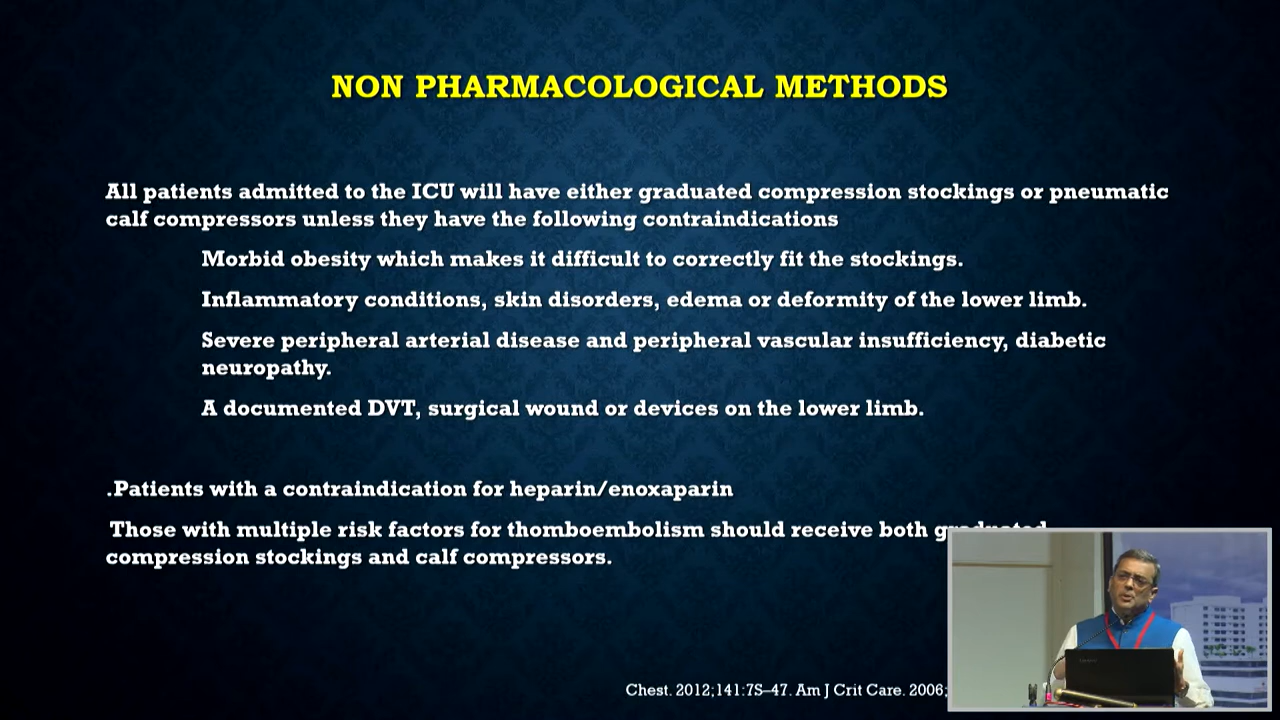 NON PHARMACOLOGICAL METHODS
All patients admitted to the ICU will have either graduated compression stockings or pneumatic
calf compressors unless they have the following contraindications
Morbid obesity which makes it difficult to correctly fit the stockings.
Inflammatory conditions, skin disorders, edema or deformity of the lower limb.
Severe peripheral arterial disease and peripheral vascular insufficiency, diabetic
neuropathy.
A documented DVT, surgical wound or devices on the lower limb.
.Patients with a contraindication for heparin/enoxaparin
Those with multiple risk factors for thomboembolism should receive both graduated
compression stockings and calf compressors.
Chest. 2012;141:7S–47. Am J Crit Care. 2006;